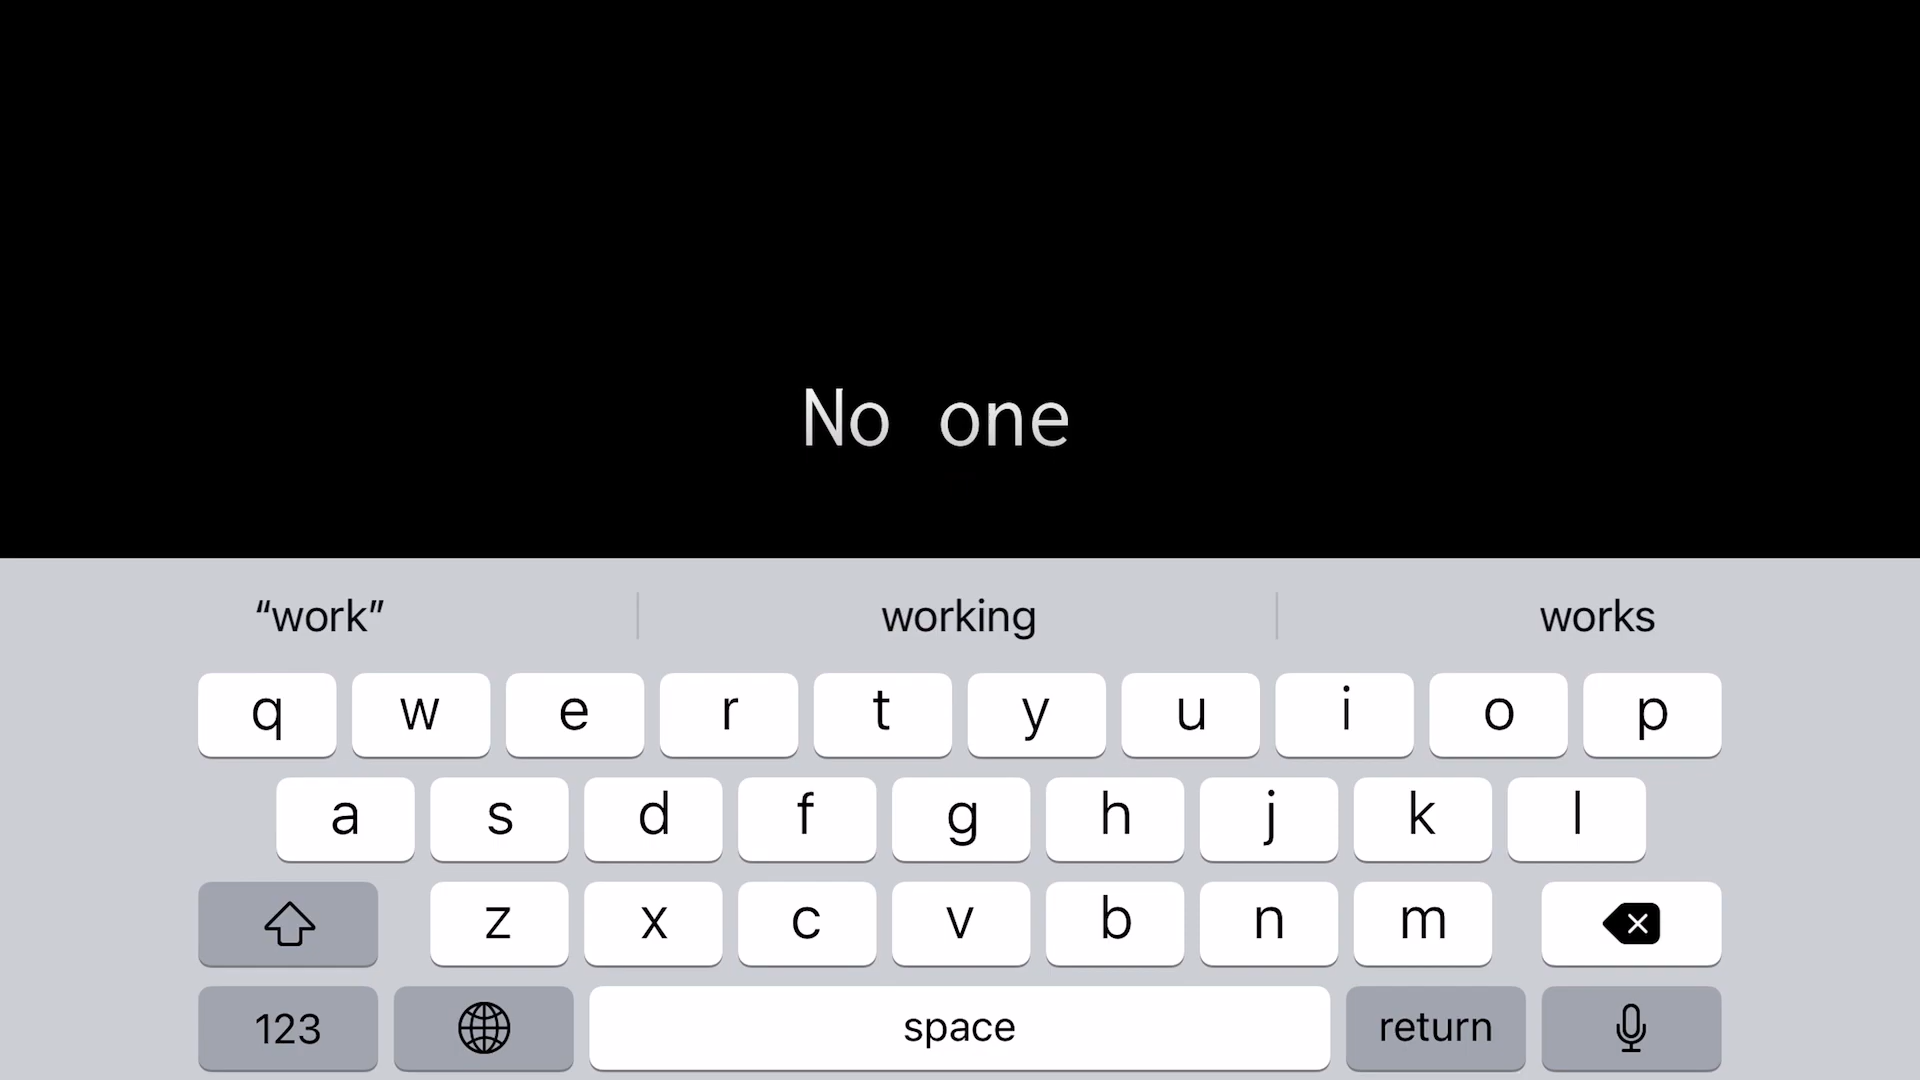 No one
“work” working works
q w e r t y u i o p
a s d f g h j k l
z x c v b n m
123 space return